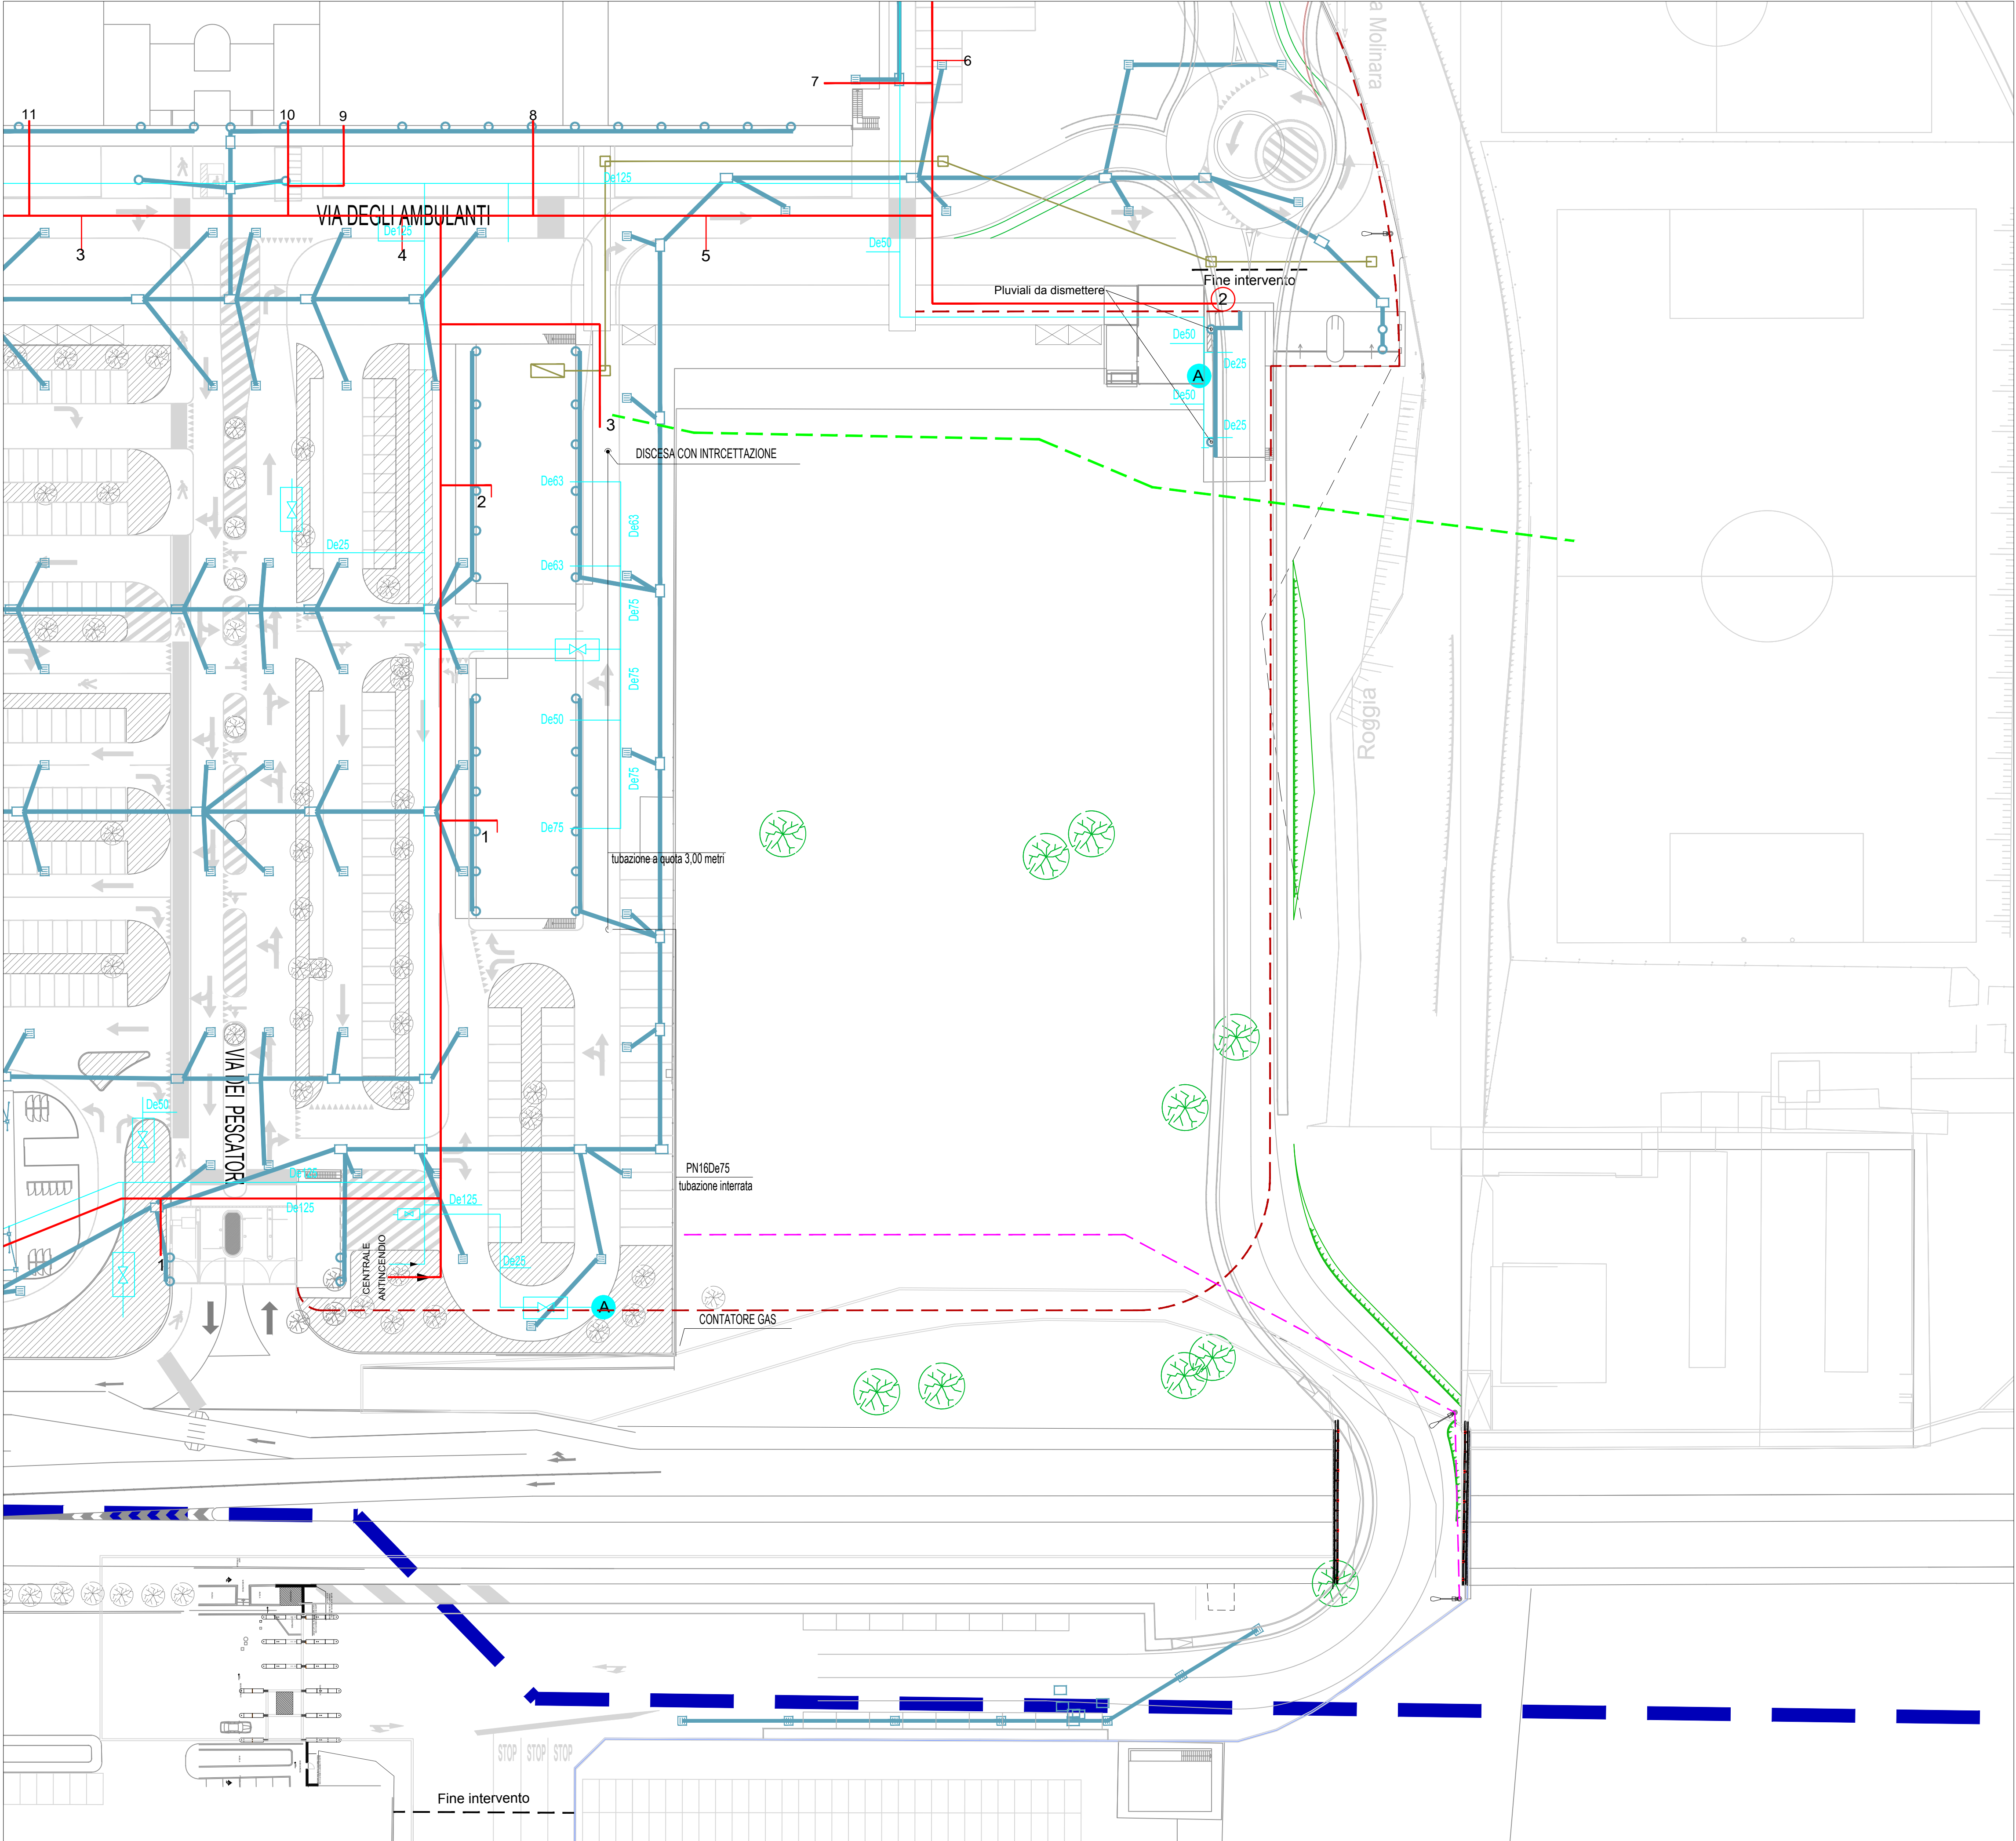 a Molinara
6
7
11
10
9
8
De125
VIA DEGLI AMBULANTI
De125
3
4
5
De50
Fine intervento
Pluviali da dismettere
2
De50
De25
A
De50
De25
3
DISCESA CON INTRCETTAZIONE
De63
2
De63
De25
De63
De75
De75
Roggia
De50
De75
De75
1
tubazione a quota 3,00 metri
VIA DEI PESCATORI
De50
PN16De75
tubazione interrata
De125
De125
De125
1
CENTRALE
ANTINCENDIO
De25
A
CONTATORE GAS
STOP
STOP
STOP
Fine intervento